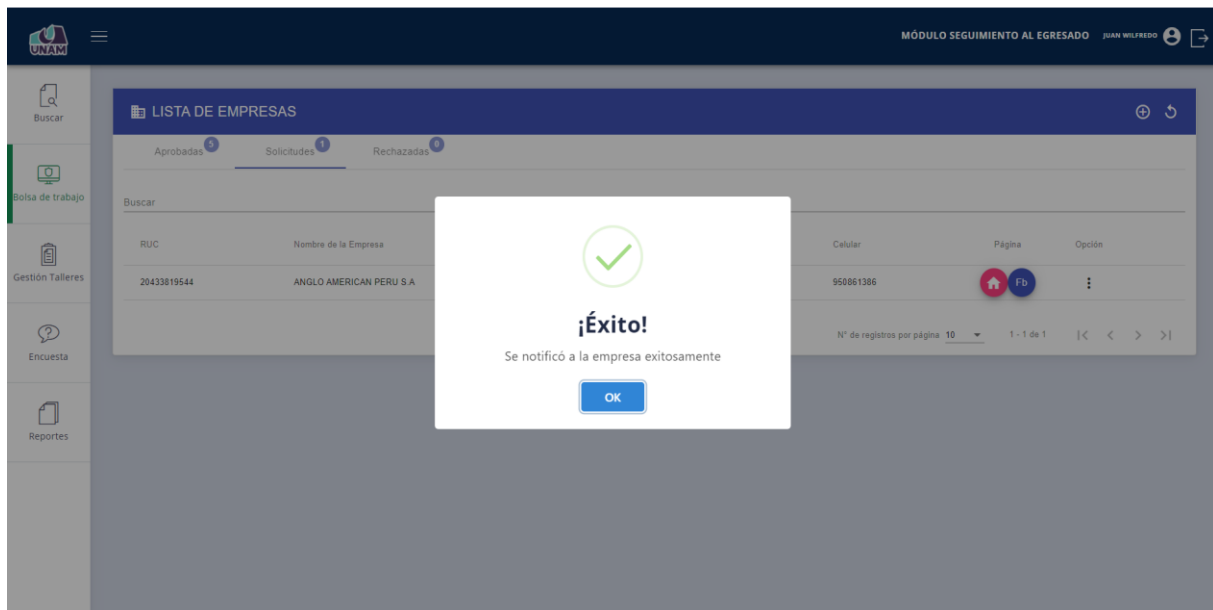 UNAM
MÓDULO SEGUIMIENTO AL EGRESADO JUAN WILFREDO
Buscar
Bolsa de trabajo
Gestión Talleres
Encuesta
Reportes
LISTA DE EMPRESAS
Aprobadas 5 Solicitudes 1 Rechazadas 0
Buscar
RUC Nombre de la Empresa Celular Página Opción
20433819544 ANGLO AMERICAN PERU S.A 950861386 Fb
N° de registros por página 10 1 - 1 de 1
¡Éxito!
Se notificó a la empresa exitosamente
OK